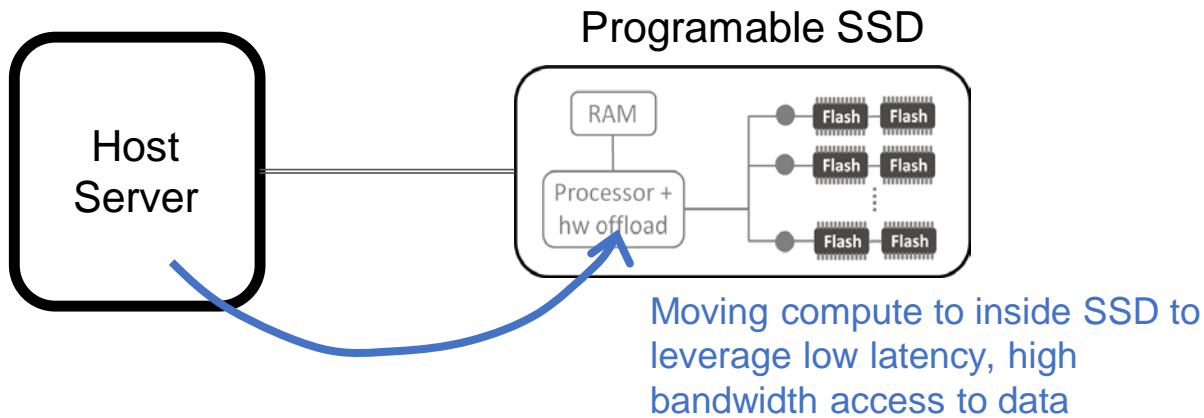 Programable SSD
Host
Server
RAM
Processor +
hw offload
Flash Flash
Flash Flash
Flash Flash
Moving compute to inside SSD to
leverage low latency, high
bandwidth access to data